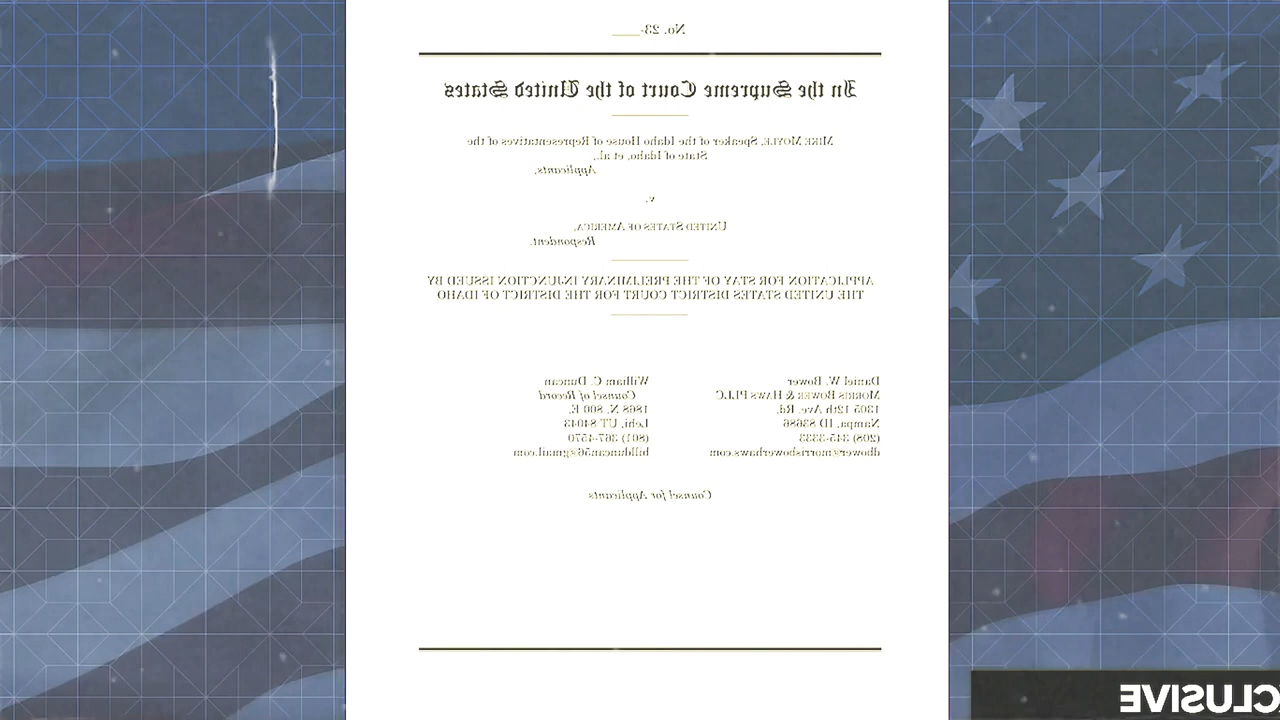 No. 23-____
In the Supreme Court of the United States
MIKE MOYLE, Speaker of the Idaho House of Representatives of the
State of Idaho, et al.,
Applicants,
v.
UNITED STATES OF AMERICA,
Respondent.
APPLICATION FOR STAY OF THE PRELIMINARY INJUNCTION ISSUED BY
THE UNITED STATES DISTRICT COURT FOR THE DISTRICT OF IDAHO
Daniel W. Bower
MORRIS BOWER & HAWS PLLC
1305 12th Ave. Rd.
Nampa, ID 83686
(208) 345-3333
dbower@morrisbowerhaws.com
William C. Duncan
Counsel of Record
1868 N. 800 E.
Lehi, UT 84043
(801) 367-4570
billduncan56@gmail.com
Counsel for Applicants
XCLUSIVE